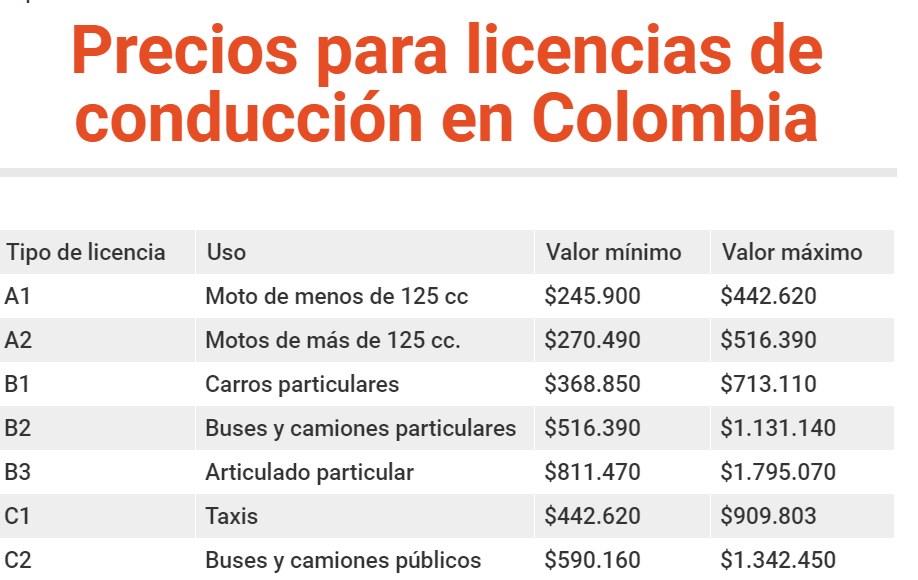 Precios para licencias de
conducción en Colombia
Tipo de licencia Uso Valor mínimo Valor máximo
A1 Moto de menos de 125 cc $245.900 $442.620
A2 Motos de más de 125 cc. $270.490 $516.390
B1 Carros particulares $368.850 $713.110
B2 Buses y camiones particulares $516.390 $1.131.140
B3 Articulado particular $811.470 $1.795.070
C1 Taxis $442.620 $909.803
C2 Buses y camiones públicos $590.160 $1.342.450